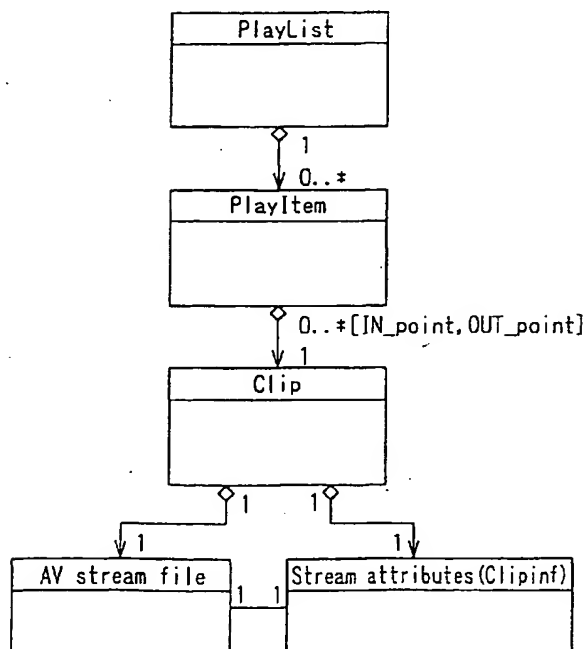 PlayList
1
0..*
PlayItem
0..*[IN_point,OUT_point]
1
Clip
1 1
1 1
AV stream file Stream attributes(Clipinf)
1 1